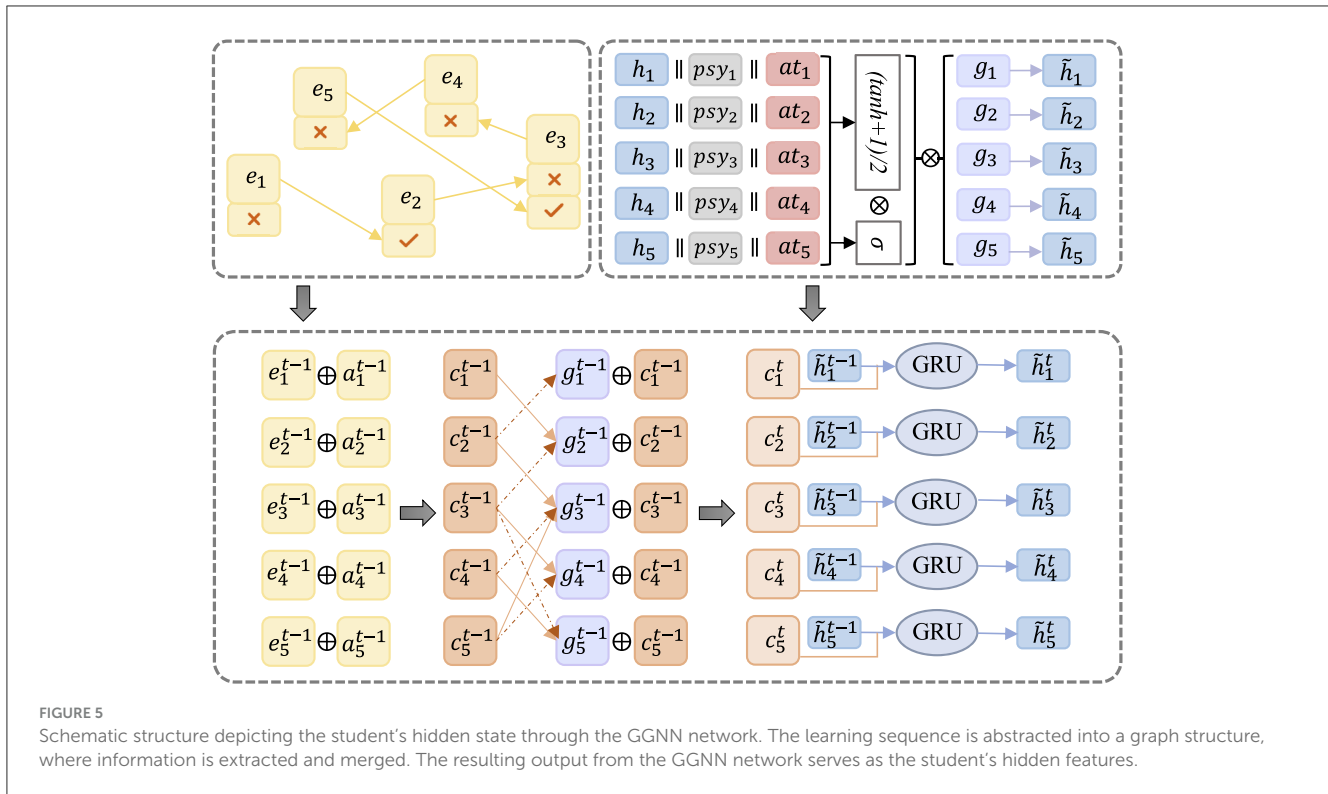 e₁ ×
e₂ ✓
e₃ × ✓
e₄ ×
e₅ ×
h₁ ‖ psy₁ ‖ at₁
h₂ ‖ psy₂ ‖ at₂
h₃ ‖ psy₃ ‖ at₃
h₄ ‖ psy₄ ‖ at₄
h₅ ‖ psy₅ ‖ at₅
(tanh+1)/2
⊗
σ
⊗
g₁ h̃₁
g₂ h̃₂
g₃ h̃₃
g₄ h̃₄
g₅ h̃₅
e₁ᵗ⁻¹ ⊕ a₁ᵗ⁻¹ c₁ᵗ⁻¹ g₁ᵗ⁻¹ ⊕ c₁ᵗ⁻¹ c₁ᵗ h̃₁ᵗ⁻¹ GRU h̃₁ᵗ
e₂ᵗ⁻¹ ⊕ a₂ᵗ⁻¹ c₂ᵗ⁻¹ g₂ᵗ⁻¹ ⊕ c₂ᵗ⁻¹ c₂ᵗ h̃₂ᵗ⁻¹ GRU h̃₂ᵗ
e₃ᵗ⁻¹ ⊕ a₃ᵗ⁻¹ c₃ᵗ⁻¹ g₃ᵗ⁻¹ ⊕ c₃ᵗ⁻¹ c₃ᵗ h̃₃ᵗ⁻¹ GRU h̃₃ᵗ
e₄ᵗ⁻¹ ⊕ a₄ᵗ⁻¹ c₄ᵗ⁻¹ g₄ᵗ⁻¹ ⊕ c₄ᵗ⁻¹ c₄ᵗ h̃₄ᵗ⁻¹ GRU h̃₄ᵗ
e₅ᵗ⁻¹ ⊕ a₅ᵗ⁻¹ c₅ᵗ⁻¹ g₅ᵗ⁻¹ ⊕ c₅ᵗ⁻¹ c₅ᵗ h̃₅ᵗ⁻¹ GRU h̃₅ᵗ
FIGURE 5
Schematic structure depicting the student's hidden state through the GGNN network. The learning sequence is abstracted into a graph structure,
where information is extracted and merged. The resulting output from the GGNN network serves as the student's hidden features.